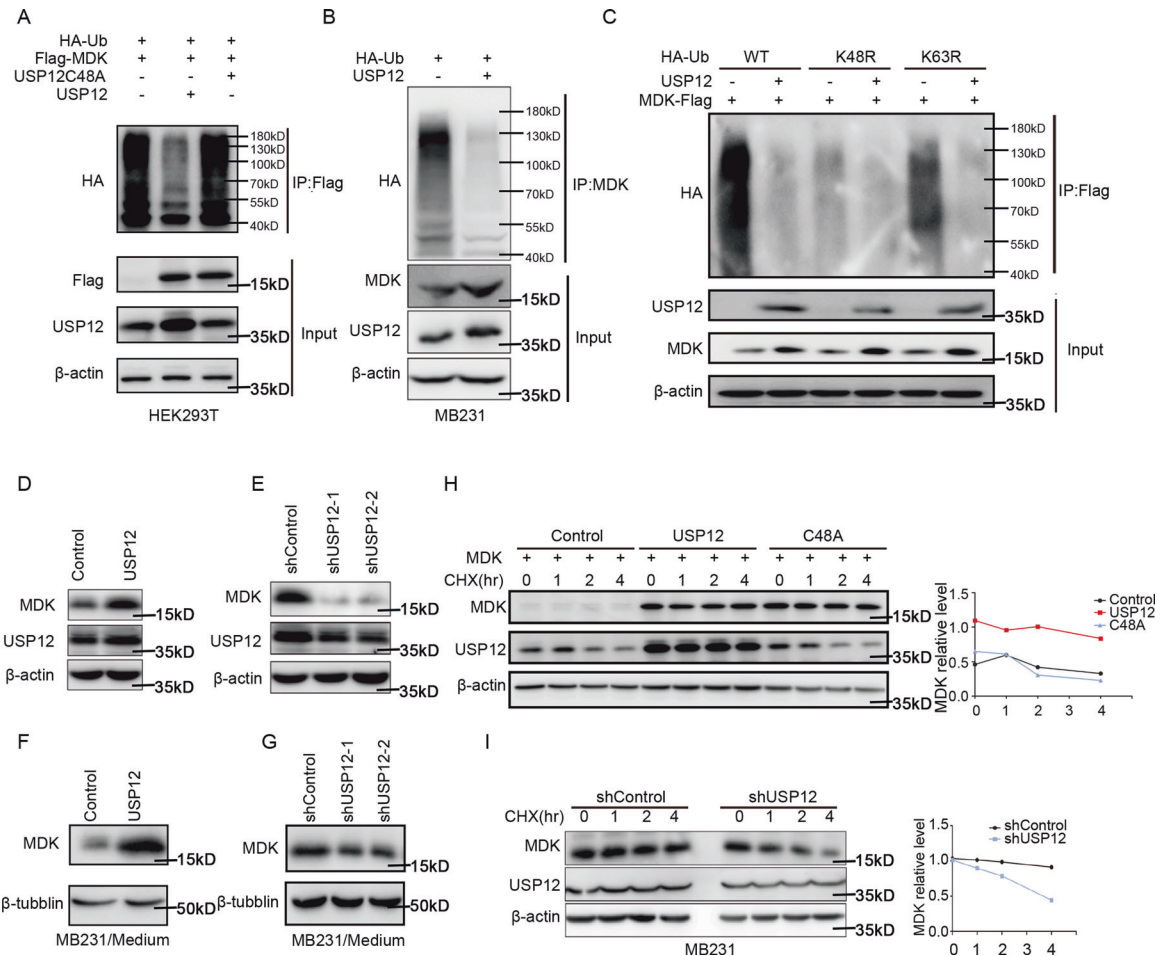 A
HA-Ub + + +
Flag-MDK + + +
USP12C48A - - +
USP12 - + -
HA
180kD
130kD
100kD
70kD
55kD
40kD
IP:Flag
Flag
15kD
USP12
35kD
β-actin
35kD
Input
HEK293T
B
HA-Ub + +
USP12 - +
HA
180kD
130kD
100kD
70kD
55kD
40kD
IP:MDK
MDK
15kD
USP12
35kD
β-actin
35kD
Input
MB231
C
HA-Ub WT K48R K63R
USP12 - + - + - +
MDK-Flag + + + + + +
HA
180kD
130kD
100kD
70kD
55kD
40kD
IP:Flag
USP12
35kD
MDK
15kD
β-actin
35kD
Input
D
Control USP12
MDK
15kD
USP12
35kD
β-actin
35kD
E
shControl shUSP12-1 shUSP12-2
MDK
15kD
USP12
35kD
β-actin
35kD
H
Control USP12 C48A
MDK + + + + + + + + + + + +
CHX(hr) 0 1 2 4 0 1 2 4 0 1 2 4
MDK
15kD
USP12
35kD
β-actin
35kD
MDK relative level
1.5
1.0
0.5
0.0
0 1 2 3 4
Control
USP12
C48A
F
Control USP12
MDK
15kD
β-tubblin
50kD
MB231/Medium
G
shControl shUSP12-1 shUSP12-2
MDK
15kD
β-tubblin
50kD
MB231/Medium
I
shControl shUSP12
CHX(hr) 0 1 2 4 0 1 2 4
MDK
15kD
USP12
35kD
β-actin
35kD
MB231
MDK relative level
1.5
1.0
0.5
0.0
0 1 2 3 4
shControl
shUSP12